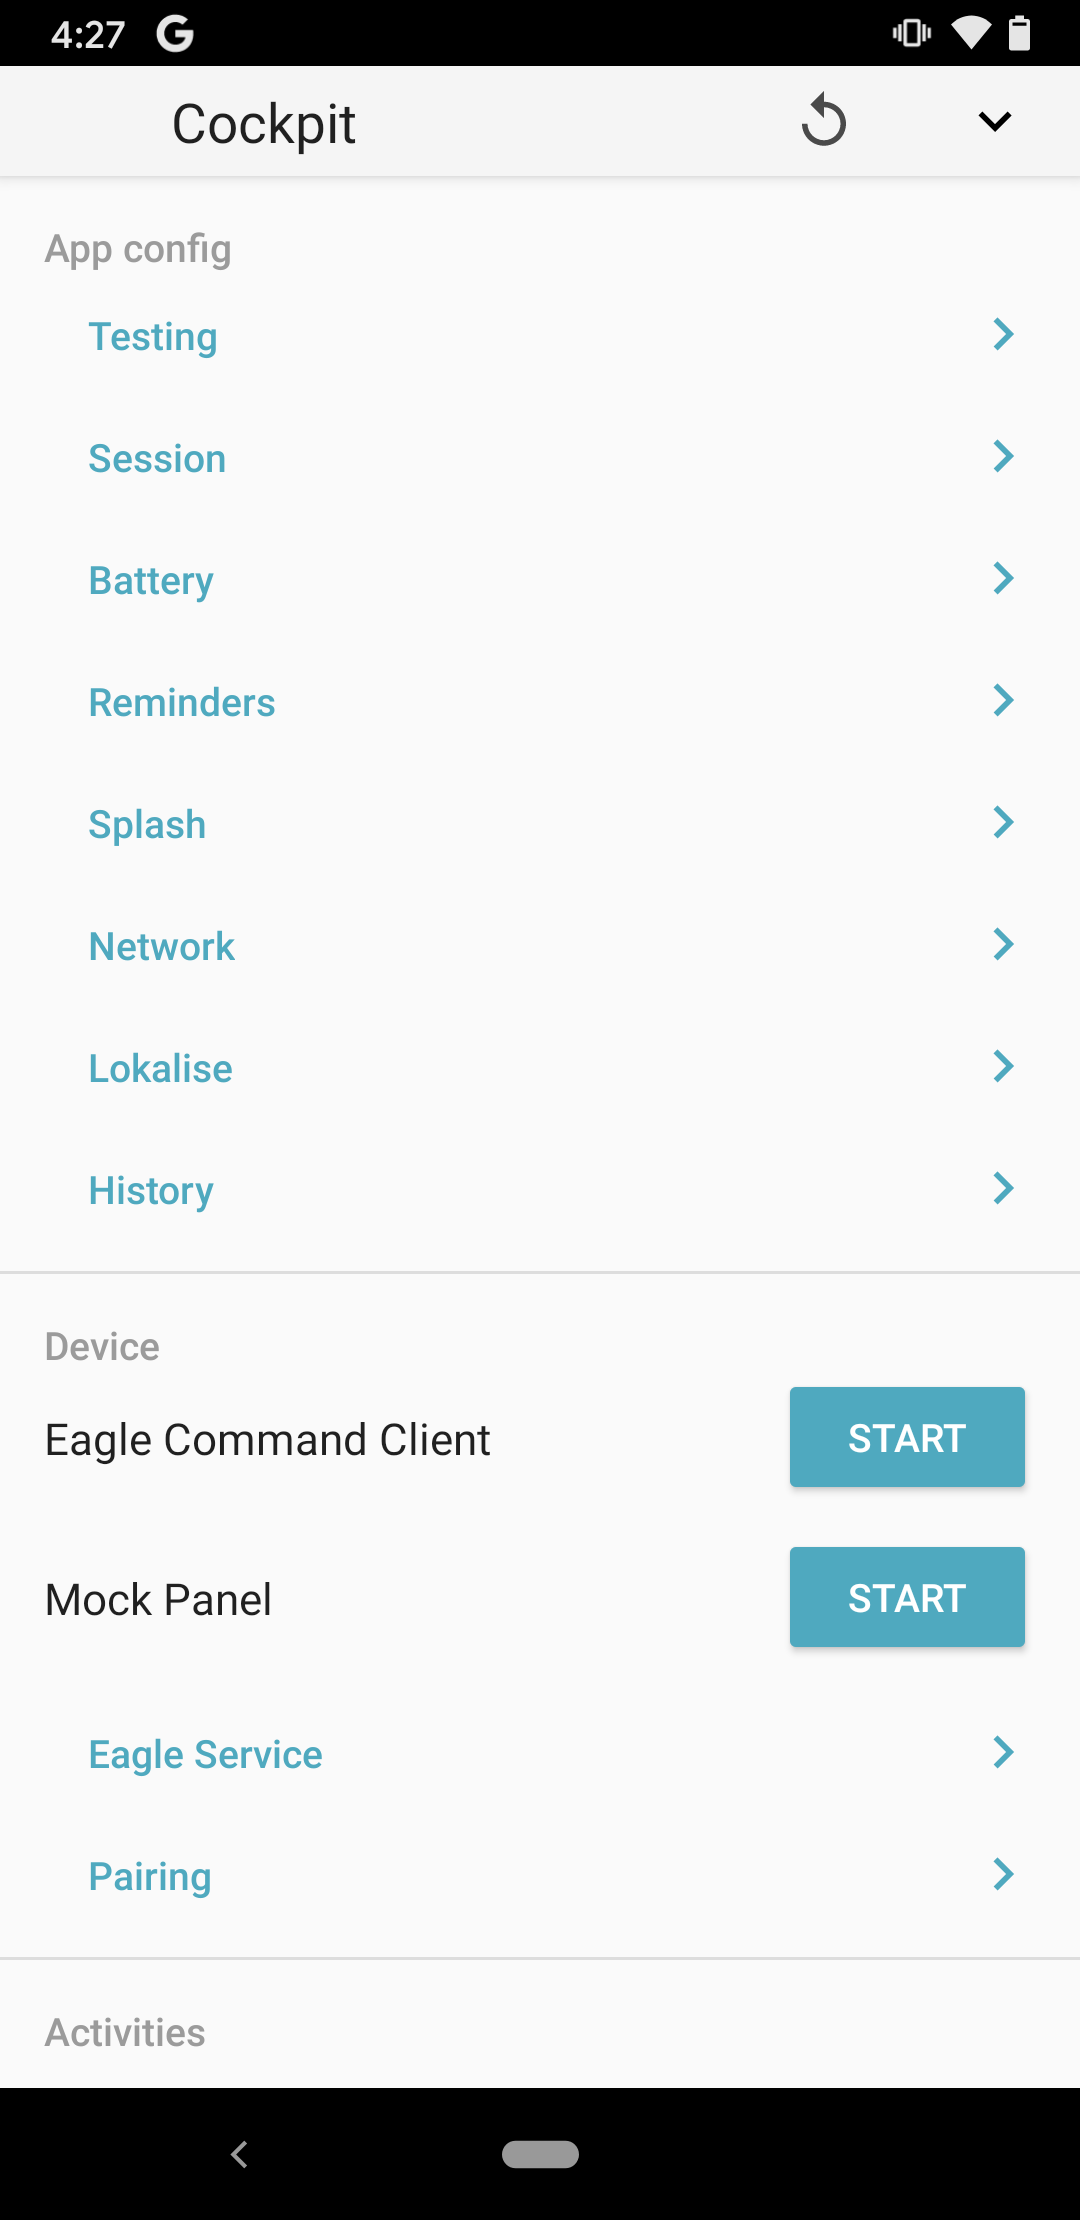 4:27
Cockpit
App config
Testing
Session
Battery
Reminders
Splash
Network
Lokalise
History
Device
Eagle Command Client
START
Mock Panel
START
Eagle Service
Pairing
Activities